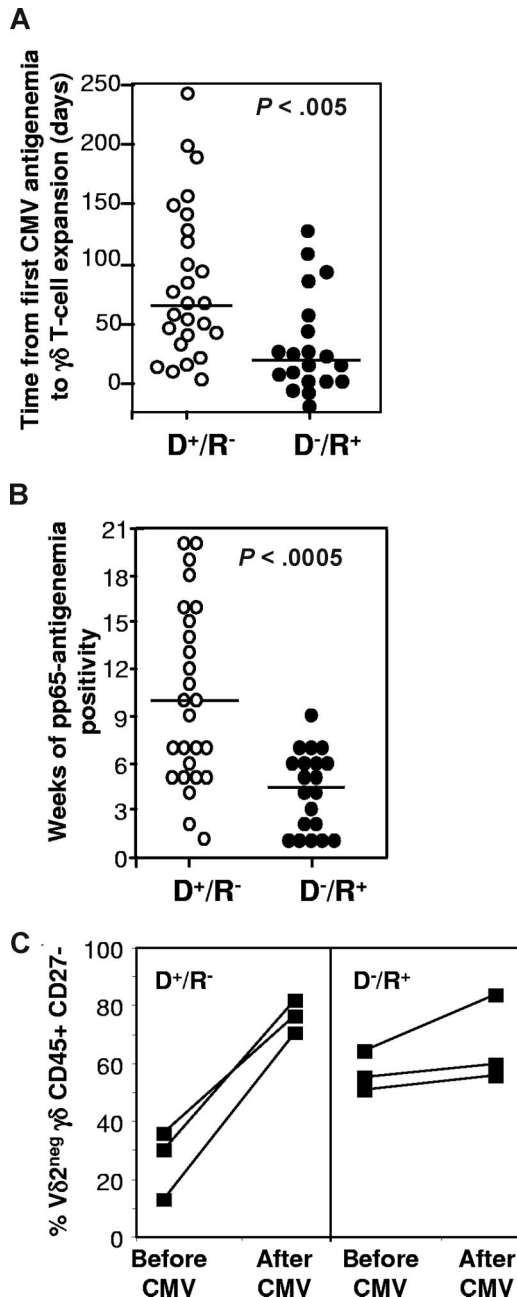 A
Time from first CMV antigenemia
to γδ T-cell expansion (days)
250
200
150
100
50
0
P < .005
D+/R-
D-/R+
B
Weeks of pp65-antigenemia
positivity
21
18
15
12
9
6
3
0
P < .0005
D+/R-
D-/R+
C
% Vδ2neg γδ CD45+ CD27-
100
80
60
40
20
0
D+/R-
D-/R+
Before
CMV
After
CMV
Before
CMV
After
CMV